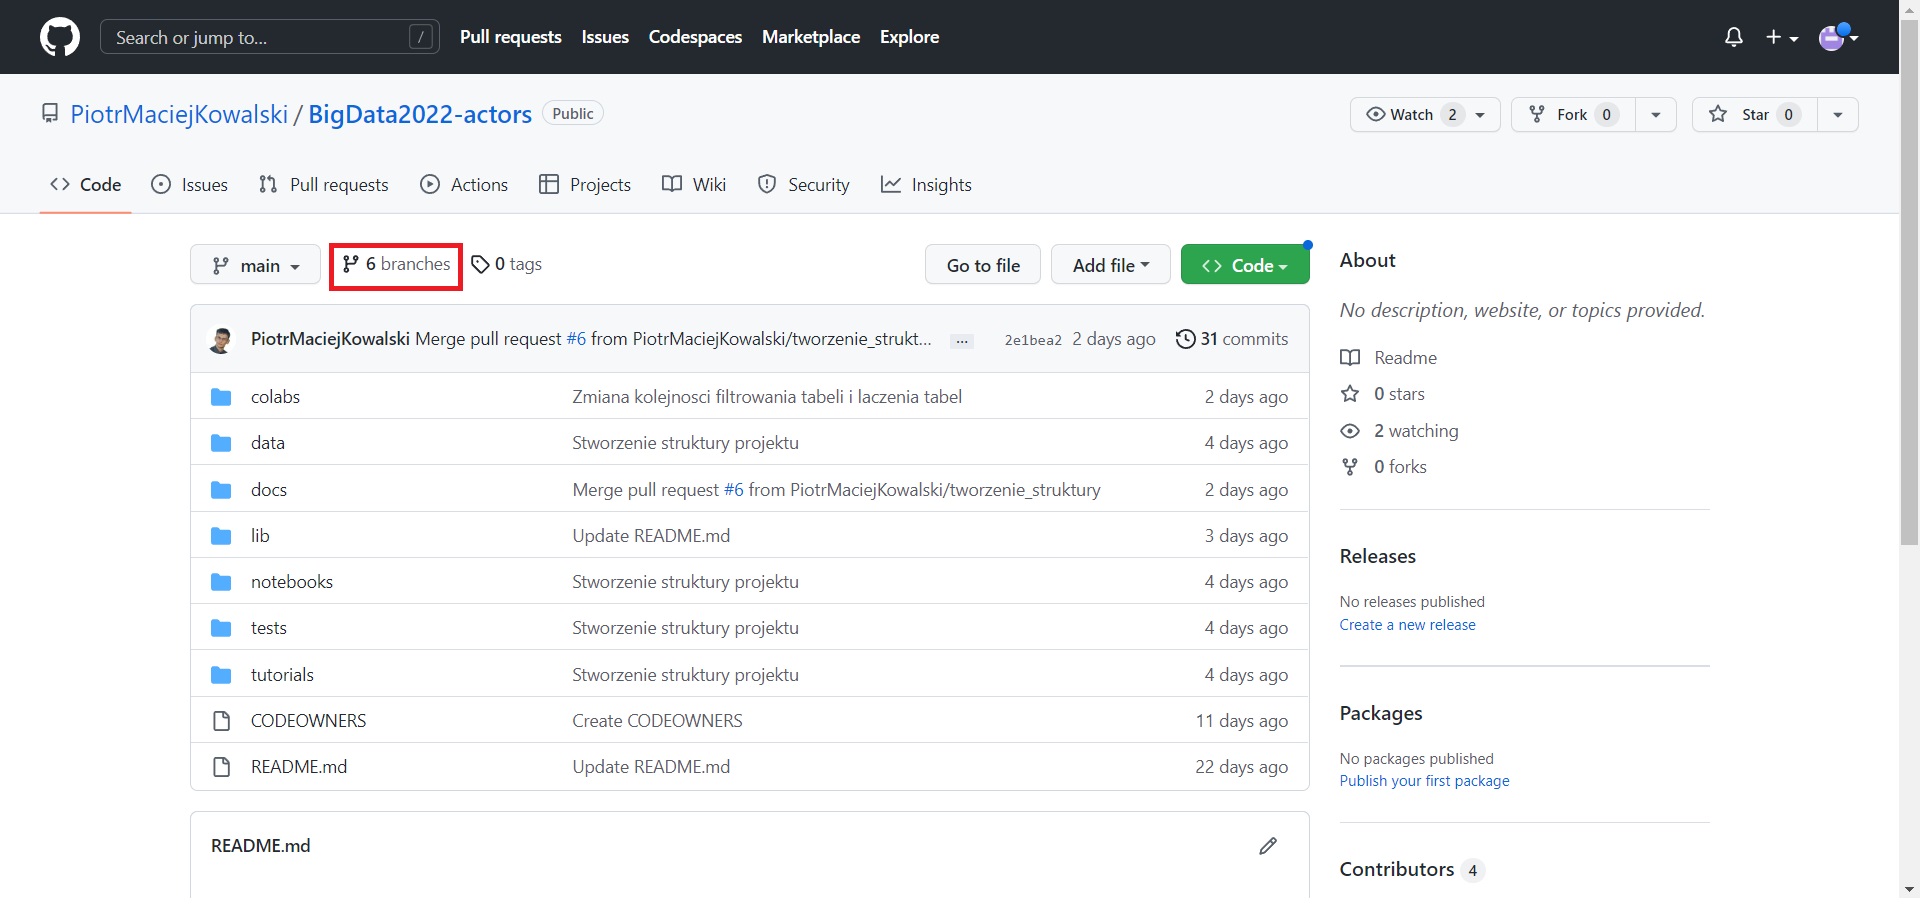 Search or jump to... /
Pull requests Issues Codespaces Marketplace Explore
PiotrMaciejKowalski / BigData2022-actors Public
Watch 2 Fork 0 Star 0
Code Issues Pull requests Actions Projects Wiki Security Insights
main 6 branches 0 tags Go to file Add file Code
PiotrMaciejKowalski Merge pull request #6 from PiotrMaciejKowalski/tworzenie_strukt... ... 2e1bea2 2 days ago 31 commits
colabs Zmiana kolejnosci filtrowania tabeli i laczenia tabel 2 days ago
data Stworzenie struktury projektu 4 days ago
docs Merge pull request #6 from PiotrMaciejKowalski/tworzenie_struktury 2 days ago
lib Update README.md 3 days ago
notebooks Stworzenie struktury projektu 4 days ago
tests Stworzenie struktury projektu 4 days ago
tutorials Stworzenie struktury projektu 4 days ago
CODEOWNERS Create CODEOWNERS 11 days ago
README.md Update README.md 22 days ago
README.md
About
No description, website, or topics provided.
Readme
0 stars
2 watching
0 forks
Releases
No releases published
Create a new release
Packages
No packages published
Publish your first package
Contributors 4